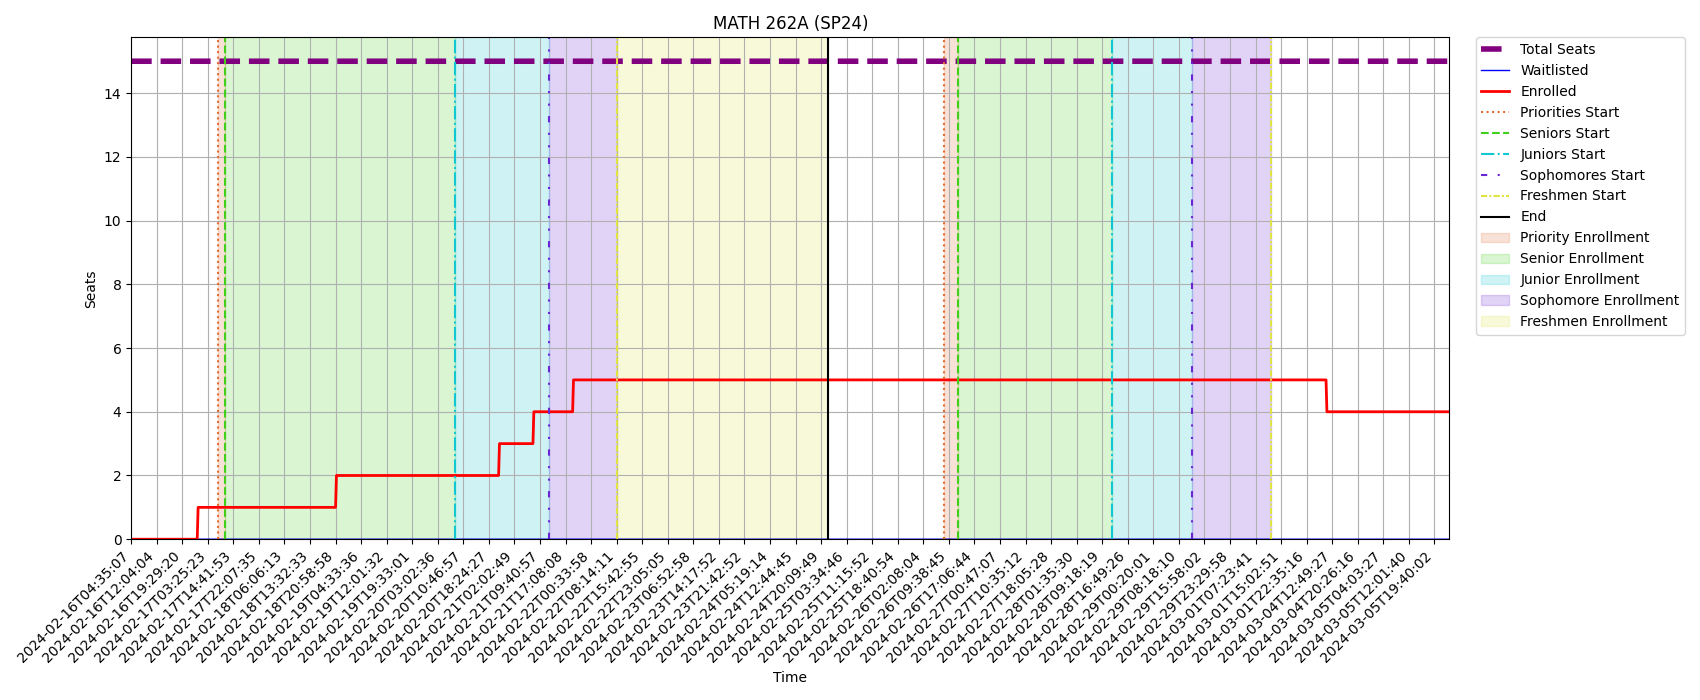 MATH 262A (SP24)
Seats
14
12
10
8
6
4
2
0
2024-02-16T04:35:07
2024-02-16T12:04:04
2024-02-16T19:29:20
2024-02-17T03:25:23
2024-02-17T14:41:53
2024-02-17T22:07:35
2024-02-18T06:06:13
2024-02-18T13:32:33
2024-02-18T20:58:58
2024-02-19T04:33:36
2024-02-19T12:01:32
2024-02-19T19:33:01
2024-02-20T03:02:36
2024-02-20T10:46:57
2024-02-20T18:24:27
2024-02-21T02:02:49
2024-02-21T09:40:57
2024-02-21T17:08:08
2024-02-22T00:33:58
2024-02-22T08:14:11
2024-02-22T15:42:55
2024-02-22T23:05:05
2024-02-23T06:52:58
2024-02-23T14:17:52
2024-02-23T21:42:52
2024-02-24T05:19:14
2024-02-24T12:44:45
2024-02-24T20:09:49
2024-02-25T03:34:46
2024-02-25T11:15:52
2024-02-25T18:40:54
2024-02-26T02:08:04
2024-02-26T09:38:45
2024-02-26T17:06:44
2024-02-27T00:47:07
2024-02-27T10:35:12
2024-02-27T18:05:28
2024-02-28T01:35:30
2024-02-28T09:18:19
2024-02-28T16:49:26
2024-02-29T00:20:01
2024-02-29T08:18:10
2024-02-29T15:58:02
2024-02-29T23:29:58
2024-03-01T07:23:41
2024-03-01T15:02:51
2024-03-01T22:35:16
2024-03-04T12:49:27
2024-03-04T20:26:16
2024-03-05T04:03:27
2024-03-05T12:01:40
2024-03-05T19:40:02
Time
Total Seats
Waitlisted
Enrolled
Priorities Start
Seniors Start
Juniors Start
Sophomores Start
Freshmen Start
End
Priority Enrollment
Senior Enrollment
Junior Enrollment
Sophomore Enrollment
Freshmen Enrollment